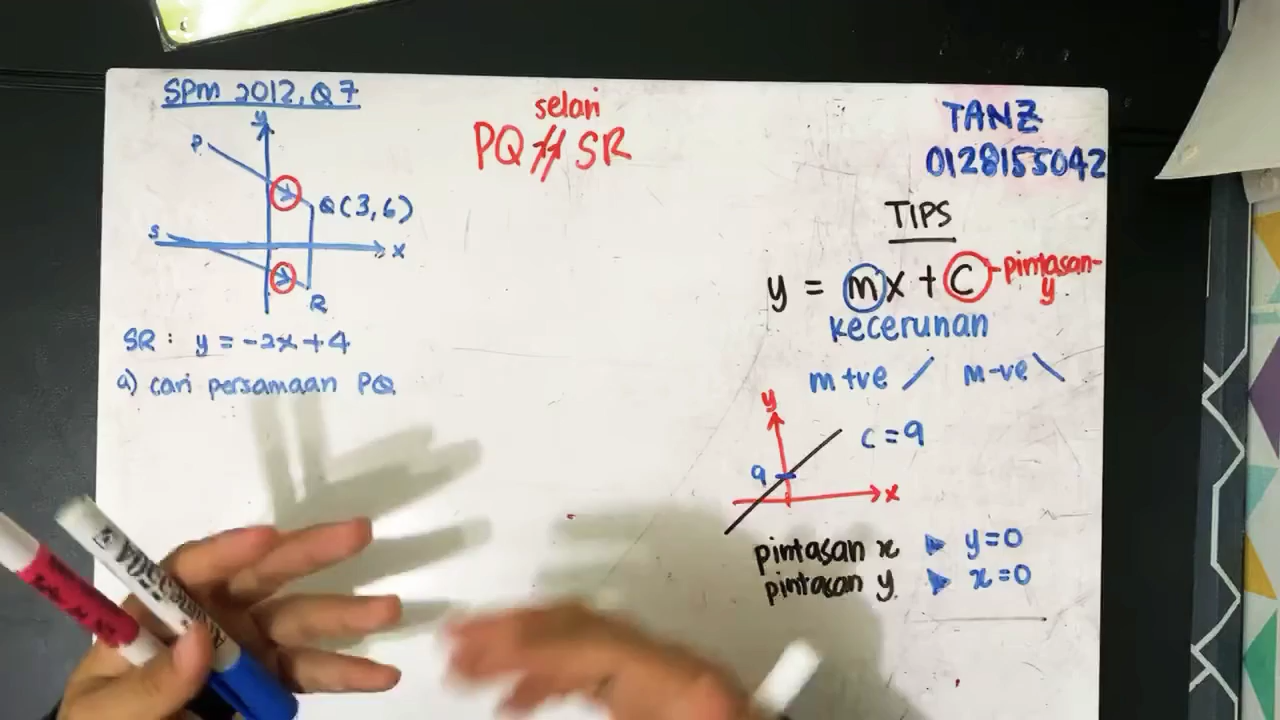 SPM 2012, Q7
y
P
Q(3,6)
S
x
R
SR : y = -2x+4
a) cari persamaan PQ
selari
PQ // SR
TANZ
0128155042
TIPS
y = mx + C -pintasan-
y
kecerunan
m +ve m -ve
y
c = 9
9
x
pintasan x ▶ y=0
pintasan y ▶ x=0